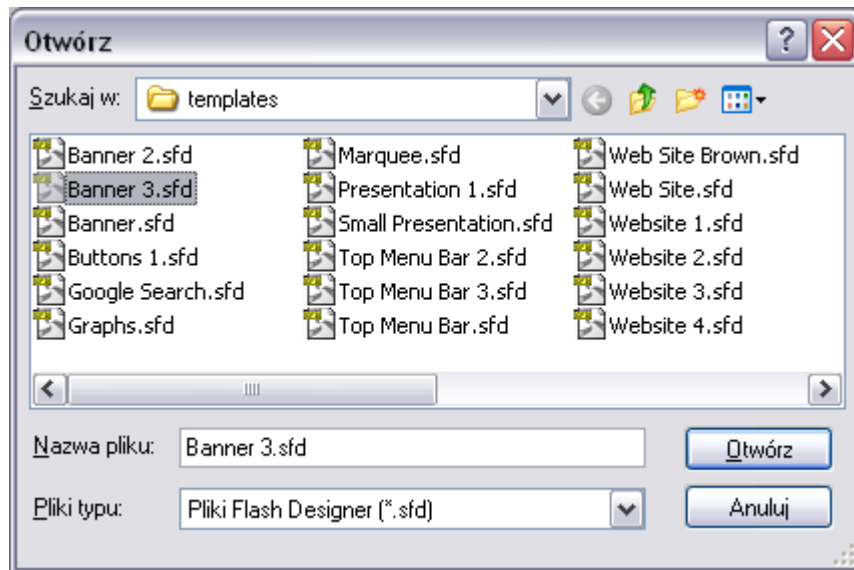 Otwórz
Szukaj w: templates
Banner 2.sfd Marquee.sfd Web Site Brown.sfd
Banner 3.sfd Presentation 1.sfd Web Site.sfd
Banner.sfd Small Presentation.sfd Website 1.sfd
Buttons 1.sfd Top Menu Bar 2.sfd Website 2.sfd
Google Search.sfd Top Menu Bar 3.sfd Website 3.sfd
Graphs.sfd Top Menu Bar.sfd Website 4.sfd
Nazwa pliku: Banner 3.sfd Otwórz
Pliki typu: Pliki Flash Designer (*.sfd) Anuluj